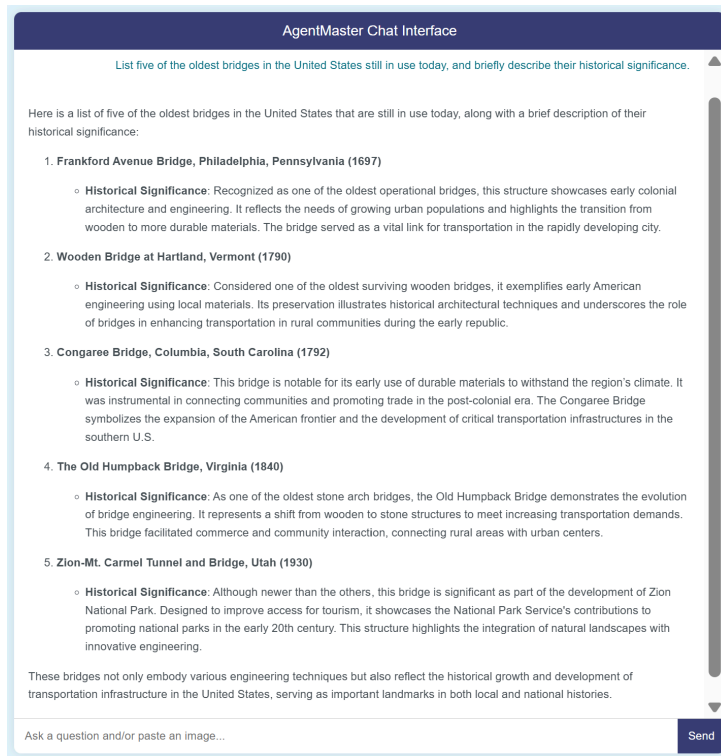 AgentMaster Chat Interface
List five of the oldest bridges in the United States still in use today, and briefly describe their historical significance.
Here is a list of five of the oldest bridges in the United States that are still in use today, along with a brief description of their
historical significance:
1. Frankford Avenue Bridge, Philadelphia, Pennsylvania (1697)
Historical Significance: Recognized as one of the oldest operational bridges, this structure showcases early colonial
architecture and engineering. It reflects the needs of growing urban populations and highlights the transition from
wooden to more durable materials. The bridge served as a vital link for transportation in the rapidly developing city.
2. Wooden Bridge at Hartland, Vermont (1790)
Historical Significance: Considered one of the oldest surviving wooden bridges, it exemplifies early American
engineering using local materials. Its preservation illustrates historical architectural techniques and underscores the role
of bridges in enhancing transportation in rural communities during the early republic.
3. Congaree Bridge, Columbia, South Carolina (1792)
Historical Significance: This bridge is notable for its early use of durable materials to withstand the region's climate. It
was instrumental in connecting communities and promoting trade in the post-colonial era. The Congaree Bridge
symbolizes the expansion of the American frontier and the development of critical transportation infrastructures in the
southern U.S.
4. The Old Humpback Bridge, Virginia (1840)
Historical Significance: As one of the oldest stone arch bridges, the Old Humpback Bridge demonstrates the evolution
of bridge engineering. It represents a shift from wooden to stone structures to meet increasing transportation demands.
This bridge facilitated commerce and community interaction, connecting rural areas with urban centers.
5. Zion-Mt. Carmel Tunnel and Bridge, Utah (1930)
Historical Significance: Although newer than the others, this bridge is significant as part of the development of Zion
National Park. Designed to improve access for tourism, it showcases the National Park Service's contributions to
promoting national parks in the early 20th century. This structure highlights the integration of natural landscapes with
innovative engineering.
These bridges not only embody various engineering techniques but also reflect the historical growth and development of
transportation infrastructure in the United States, serving as important landmarks in both local and national histories.
Ask a question and/or paste an image...
Send